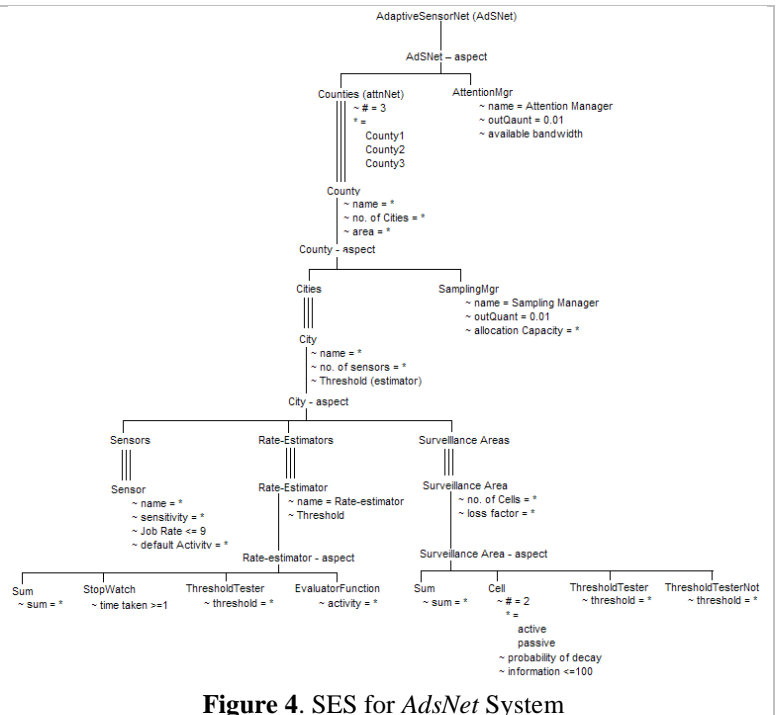 AdaptiveSensorNet (AdSNet)
AdSNet – aspect
Counties (attnNet)
~ # = 3
* =
County1
County2
County3
AttentionMgr
~ name = Attention Manager
~ outQaunt = 0.01
~ available bandwidth
County
~ name = *
~ no. of Cities = *
~ area = *
County - aspect
Cities
SamplingMgr
~ name = Sampling Manager
~ outQuant = 0.01
~ allocation Capacity = *
City
~ name = *
~ no. of sensors = *
~ Threshold (estimator)
City - aspect
Sensors
Rate-Estimators
Surveillance Areas
Sensor
~ name = *
~ sensitivity = *
~ Job Rate <= 9
~ default Activity = *
Rate-Estimator
~ name = Rate-estimator
~ Threshold
Surveillance Area
~ no. of Cells = *
~ loss factor = *
Rate-estimator - aspect
Surveillance Area - aspect
Sum
~ sum = *
StopWatch
~ time taken >=1
ThresholdTester
~ threshold = *
EvaluatorFunction
~ activity = *
Sum
~ sum = *
Cell
~ # = 2
* =
active
passive
~ probability of decay
~ information <=100
ThresholdTester
~ threshold = *
ThresholdTesterNot
~ threshold = *
Figure 4. SES for AdsNet System